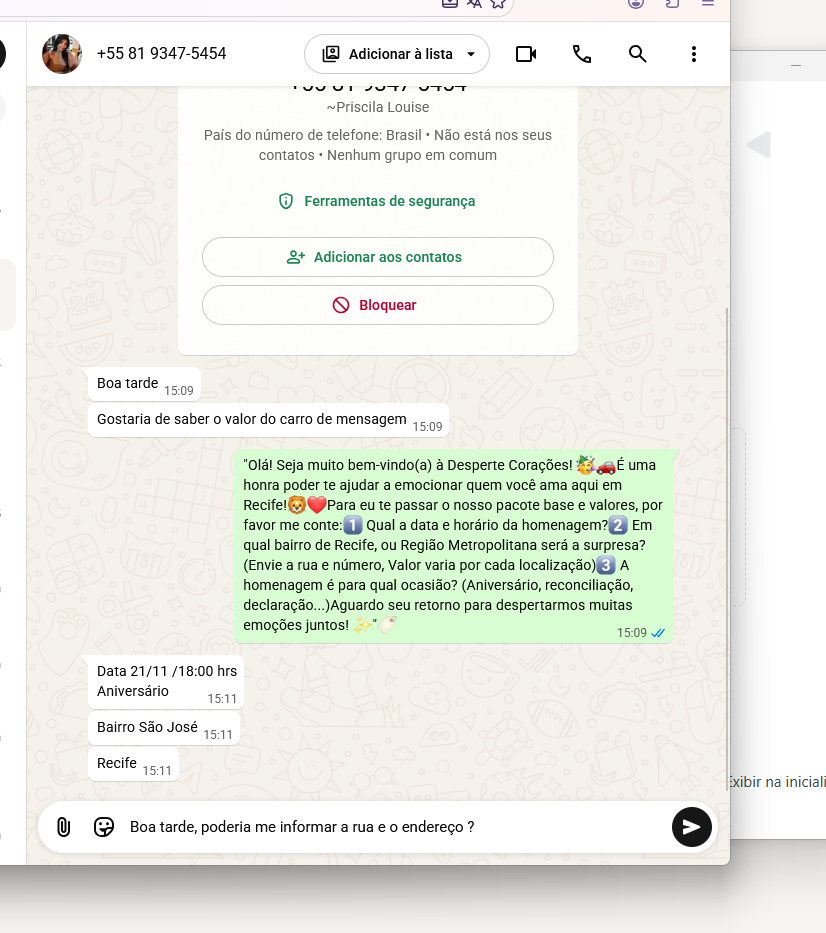 +55 81 9347-5454
Adicionar à lista
+55 81 9347-5454
~Priscila Louise
País do número de telefone: Brasil • Não está nos seus
contatos • Nenhum grupo em comum
Ferramentas de segurança
Adicionar aos contatos
Bloquear
Boa tarde 15:09
Gostaria de saber o valor do carro de mensagem 15:09
"Olá! Seja muito bem-vindo(a) à Desperte Corações! 🥳🚗É uma
honra poder te ajudar a emocionar quem você ama aqui em
Recife!🦁❤️Para eu te passar o nosso pacote base e valores, por
favor me conte:1️⃣ Qual a data e horário da homenagem?2️⃣ Em
qual bairro de Recife, ou Região Metropolitana será a surpresa?
(Envie a rua e número, Valor varia por cada localização)3️⃣ A
homenagem é para qual ocasião? (Aniversário, reconciliação,
declaração...)Aguardo seu retorno para despertarmos muitas
emoções juntos! ✨"🏷️
15:09
Data 21/11 /18:00 hrs
Aniversário 15:11
Bairro São José 15:11
Recife 15:11
Exibir na iniciali
Boa tarde, poderia me informar a rua e o endereço ?